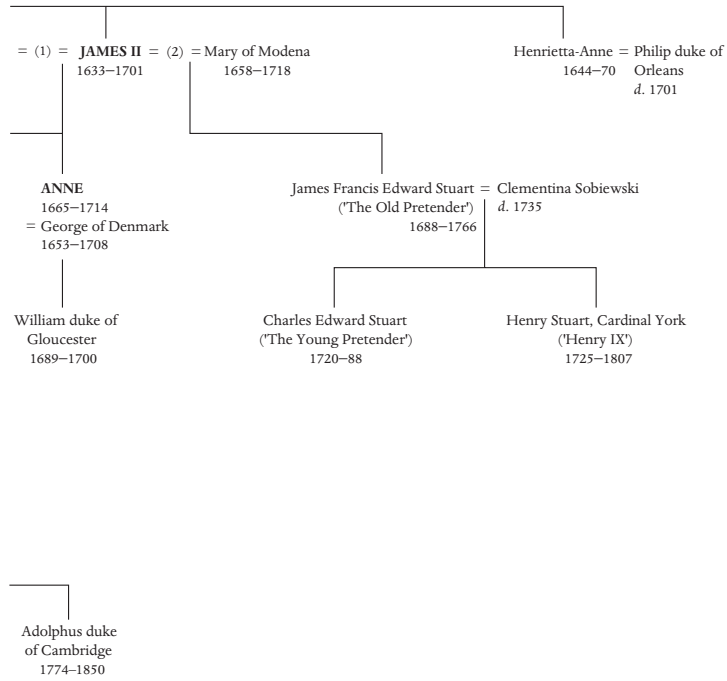 = (1) = JAMES II = (2) = Mary of Modena
1633–1701
1658–1718
Henrietta-Anne = Philip duke of
1644–70
Orleans
d. 1701
ANNE
1665–1714
= George of Denmark
1653–1708
James Francis Edward Stuart = Clementina Sobiewski
('The Old Pretender')
d. 1735
1688–1766
William duke of
Gloucester
1689–1700
Charles Edward Stuart
('The Young Pretender')
1720–88
Henry Stuart, Cardinal York
('Henry IX')
1725–1807
Adolphus duke
of Cambridge
1774–1850